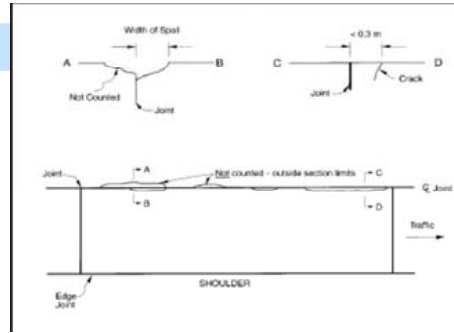 Width of Spall
< 0.3 m
A
B
C
D
Not Counted
Joint
Joint
Crack
Joint
A
Not counted - outside section limits
C
℄ Joint
B
D
Traffic
SHOULDER
Edge
Joint